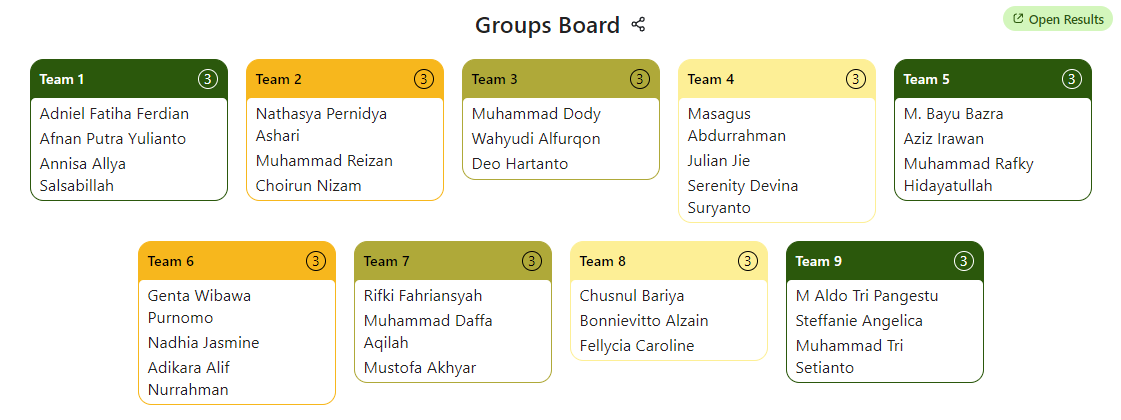 Groups Board
Open Results
Team 1 3
Adniel Fatiha Ferdian
Afnan Putra Yulianto
Annisa Allya
Salsabillah
Team 2 3
Nathasya Pernidya
Ashari
Muhammad Reizan
Choirun Nizam
Team 3 3
Muhammad Dody
Wahyudi Alfurqon
Deo Hartanto
Team 4 3
Masagus
Abdurrahman
Julian Jie
Serenity Devina
Suryanto
Team 5 3
M. Bayu Bazra
Aziz Irawan
Muhammad Rafky
Hidayatullah
Team 6 3
Genta Wibawa
Purnomo
Nadhia Jasmine
Adikara Alif
Nurrahman
Team 7 3
Rifki Fahriansyah
Muhammad Daffa
Aqilah
Mustofa Akhyar
Team 8 3
Chusnul Bariya
Bonnievitto Alzain
Fellycia Caroline
Team 9 3
M Aldo Tri Pangestu
Steffanie Angelica
Muhammad Tri
Setianto